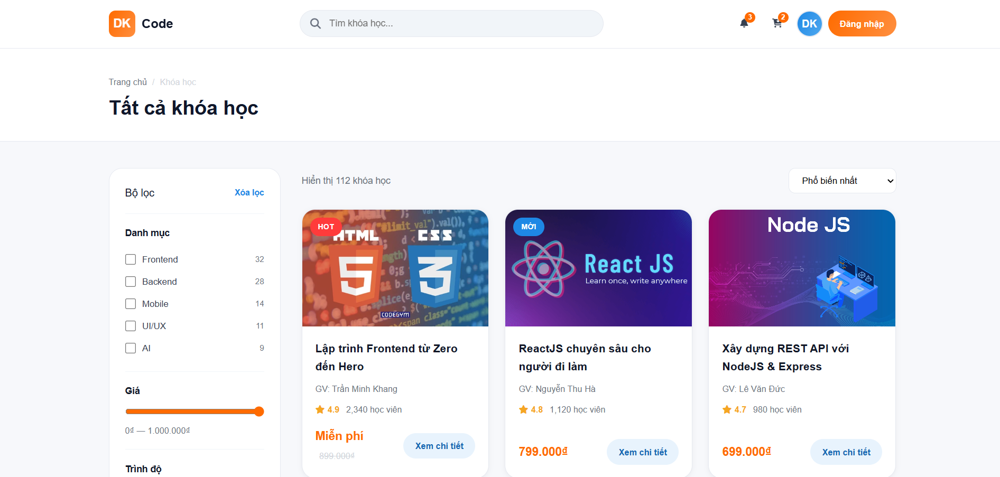 DK Code
Tìm khóa học...
3
2
DK
Đăng nhập
Trang chủ / Khóa học
Tất cả khóa học
Bộ lọc
Xóa lọc
Danh mục
Frontend 32
Backend 28
Mobile 14
UI/UX 11
AI 9
Giá
0₫ — 1.000.000₫
Trình độ
Hiển thị 112 khóa học
Phổ biến nhất
HOT
HTML CSS
5 3
CODEGYM
Lập trình Frontend từ Zero
đến Hero
GV: Trần Minh Khang
4.9 2,340 học viên
Miễn phí
899.000₫
Xem chi tiết
MỚI
React JS
Learn once, write anywhere
ReactJS chuyên sâu cho
người đi làm
GV: Nguyễn Thu Hà
4.8 1,120 học viên
799.000₫
Xem chi tiết
Node JS
Xây dựng REST API với
NodeJS & Express
GV: Lê Văn Đức
4.7 980 học viên
699.000₫
Xem chi tiết